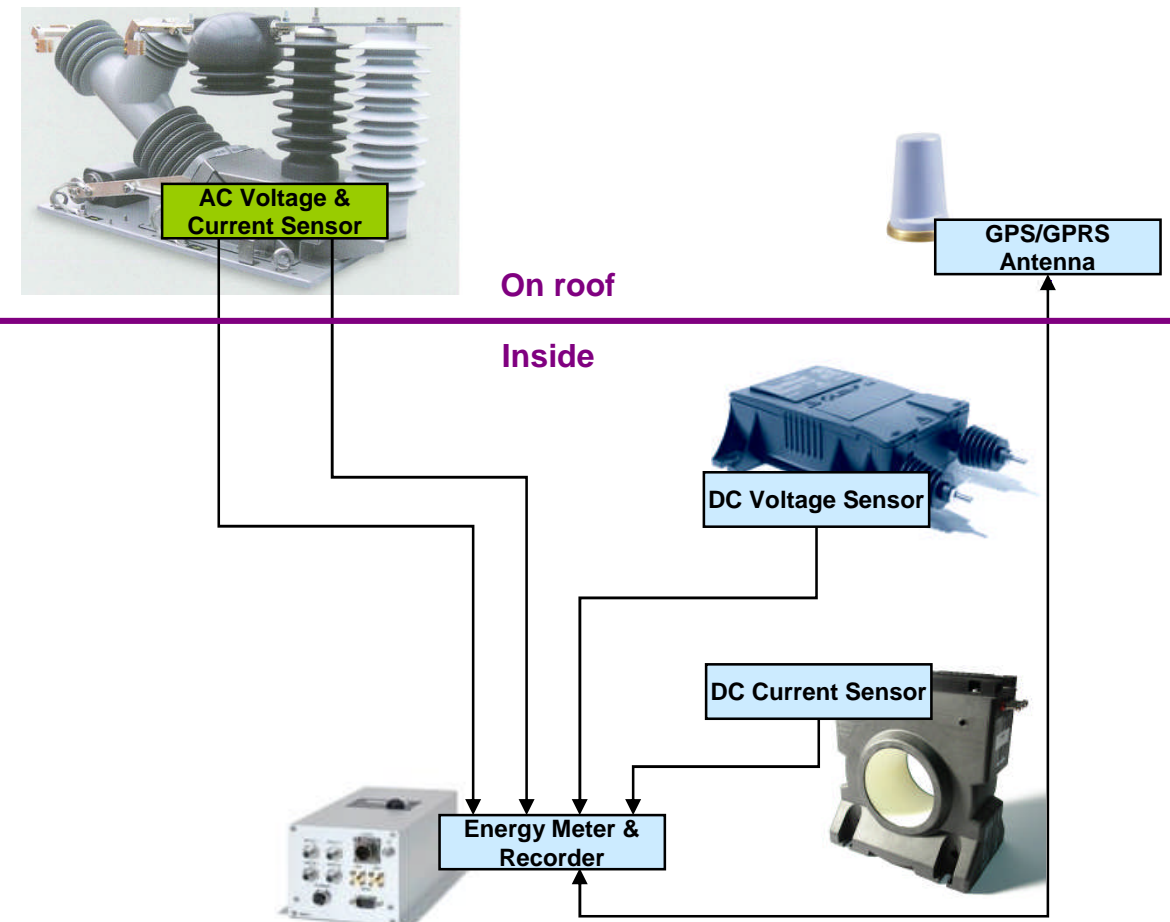 AC Voltage &
Current Sensor
GPS/GPRS
Antenna
On roof
Inside
DC Voltage Sensor
DC Current Sensor
Energy Meter &
Recorder